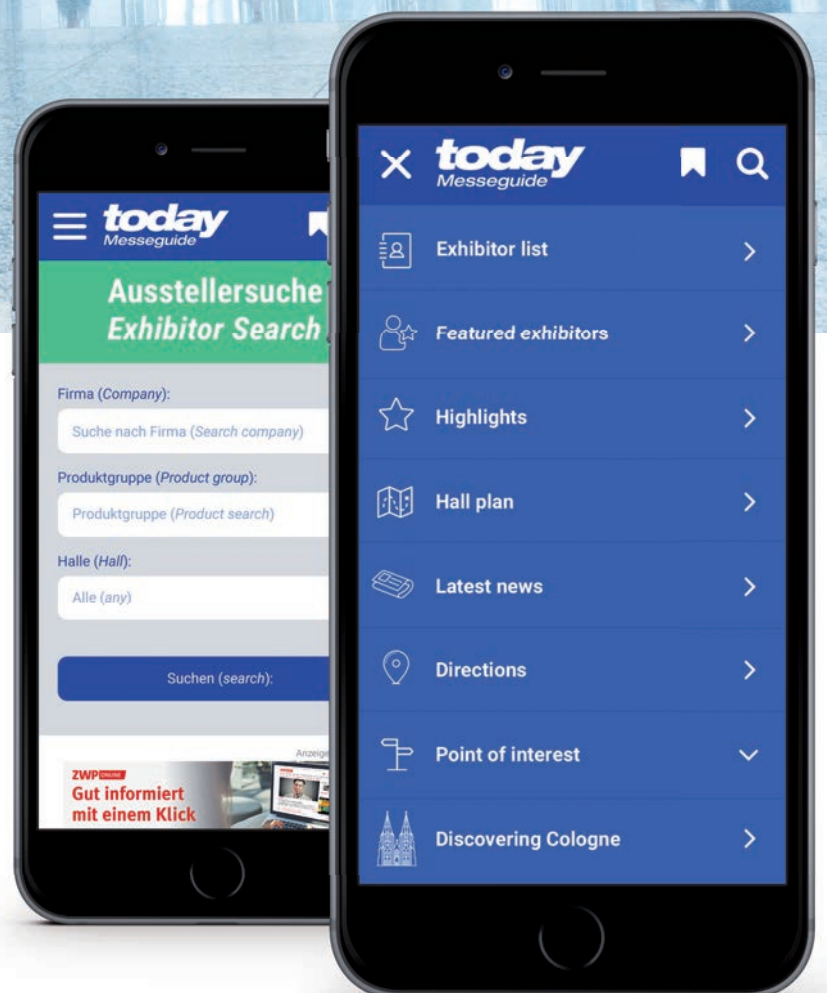 today
Messeguide
Ausstellersuche
Exhibitor Search
Firma (Company):
Suche nach Firma (Search company)
Produktgruppe (Product group):
Produktgruppe (Product search)
Halle (Hall):
Alle (any)
Suchen (search):
Anzeige
ZWP ONLINE
Gut informiert
mit einem Klick
today
Messeguide
Exhibitor list
Featured exhibitors
Highlights
Hall plan
Latest news
Directions
Point of interest
Discovering Cologne